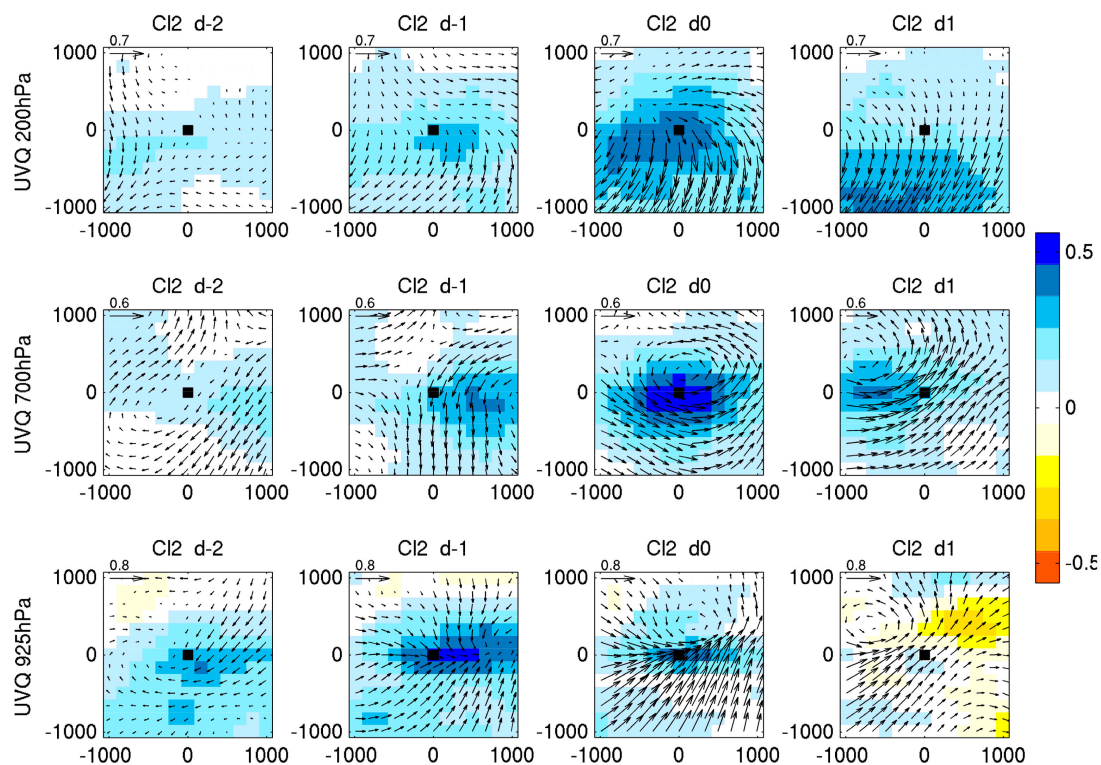 Cl2 d-2 Cl2 d-1 Cl2 d0 Cl2 d1
0.7 0.7 0.7 0.7
UVQ 200hPa
1000 1000 1000 1000
0 0 0 0
-1000 -1000 -1000 -1000
-1000 0 1000 -1000 0 1000 -1000 0 1000 -1000 0 1000
Cl2 d-2 Cl2 d-1 Cl2 d0 Cl2 d1
0.6 0.6 0.6 0.6
UVQ 700hPa
1000 1000 1000 1000
0 0 0 0
-1000 -1000 -1000 -1000
-1000 0 1000 -1000 0 1000 -1000 0 1000 -1000 0 1000
Cl2 d-2 Cl2 d-1 Cl2 d0 Cl2 d1
0.8 0.8 0.8 0.8
UVQ 925hPa
1000 1000 1000 1000
0 0 0 0
-1000 -1000 -1000 -1000
-1000 0 1000 -1000 0 1000 -1000 0 1000 -1000 0 1000
0.5
0
-0.5